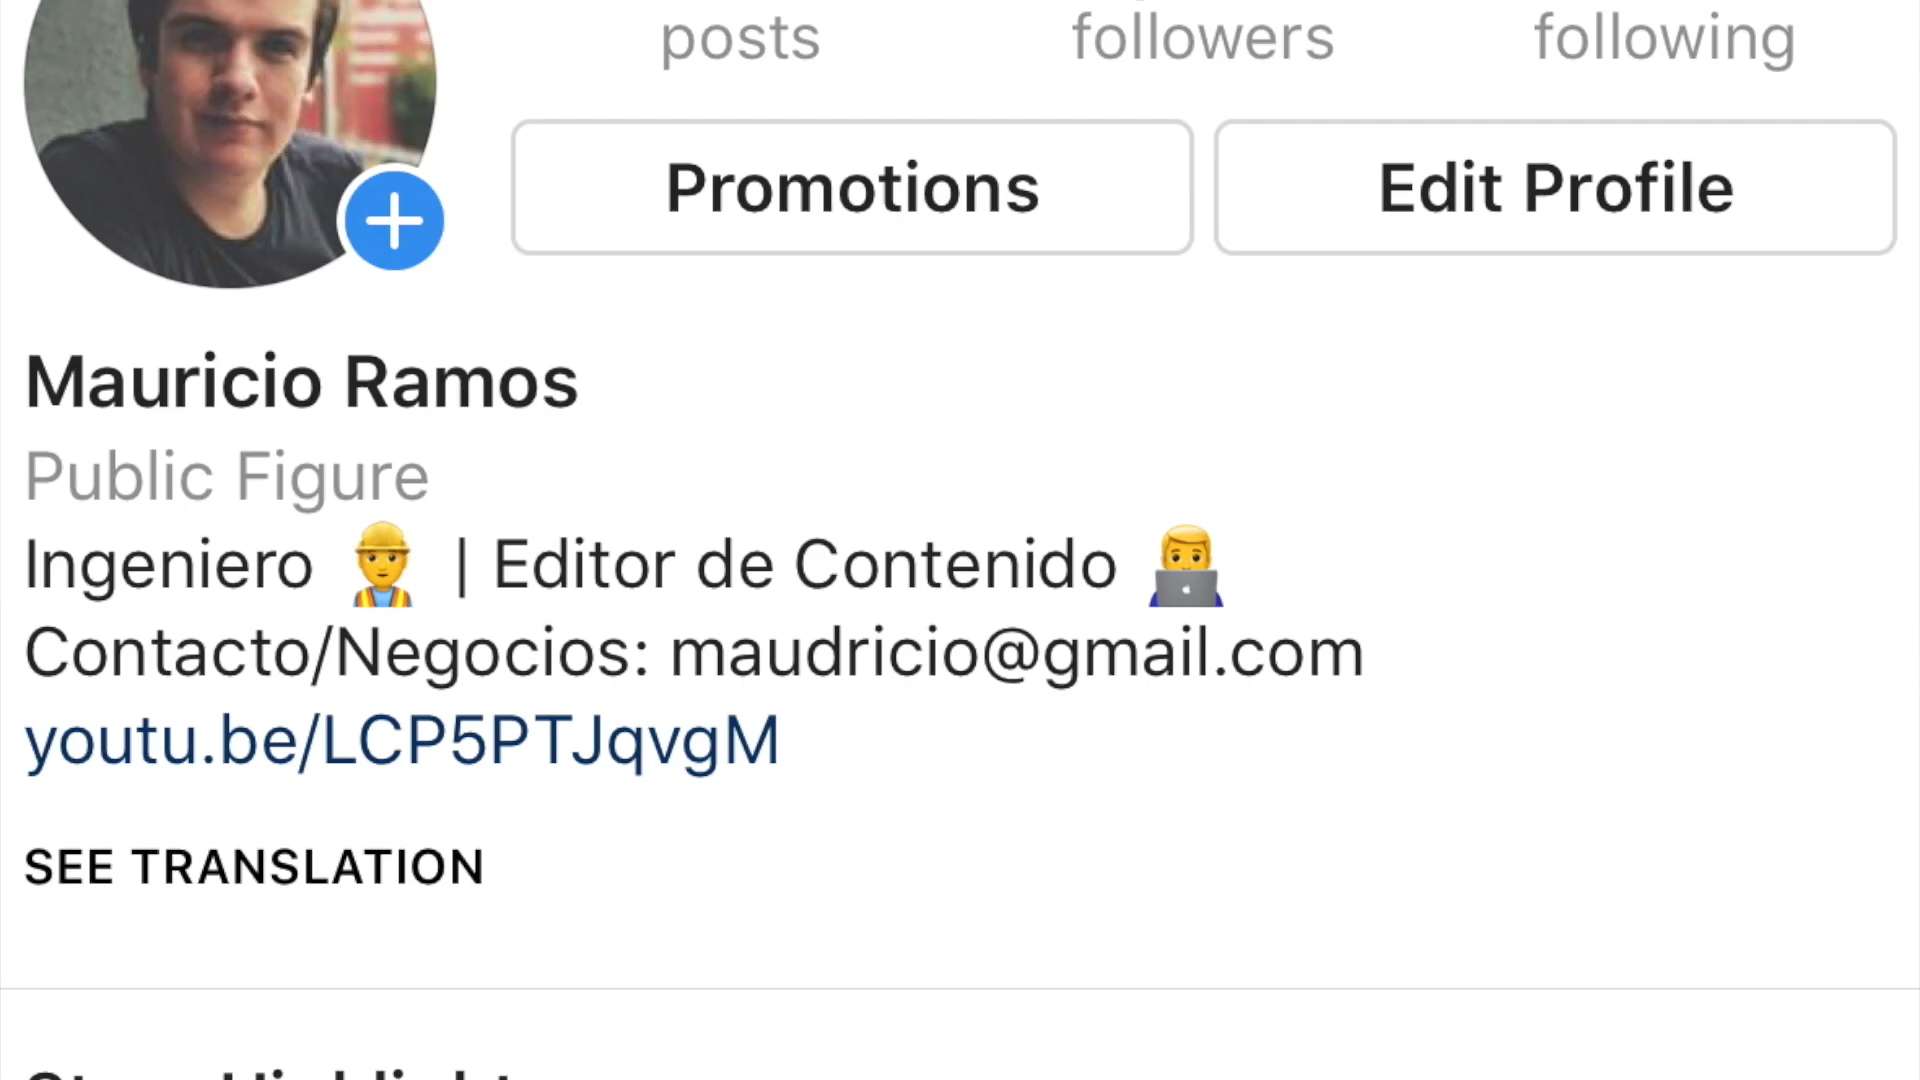 posts followers following
Promotions Edit Profile
Mauricio Ramos
Public Figure
Ingeniero 👷‍♂️ | Editor de Contenido 👨‍💻
Contacto/Negocios: maudricio@gmail.com
youtu.be/LCP5PTJqvgM
SEE TRANSLATION